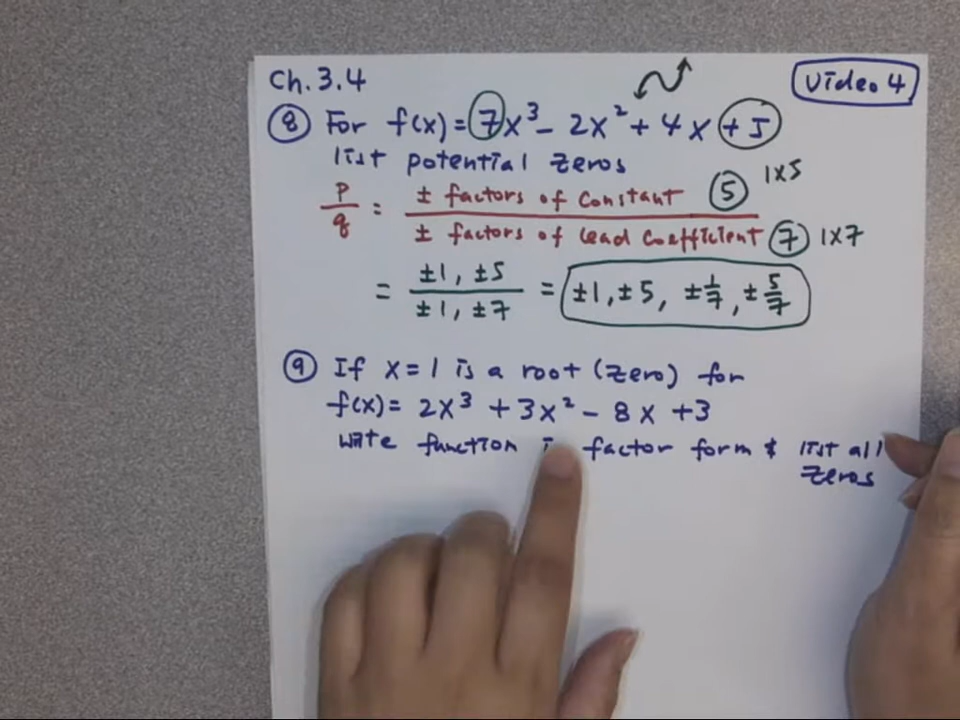 Ch. 3.4
Video 4
⑧ For f(x) = 7x³ - 2x² + 4x + 5
list potential zeros
p/q = ± factors of constant 5 1x5 / ± factors of lead coefficient 7 1x7
= ±1, ±5 / ±1, ±7 = ±1, ±5, ±1/7, ±5/7
⑨ If x = 1 is a root (zero) for
f(x) = 2x³ + 3x² - 8x + 3
write function factor form & list all
zeros